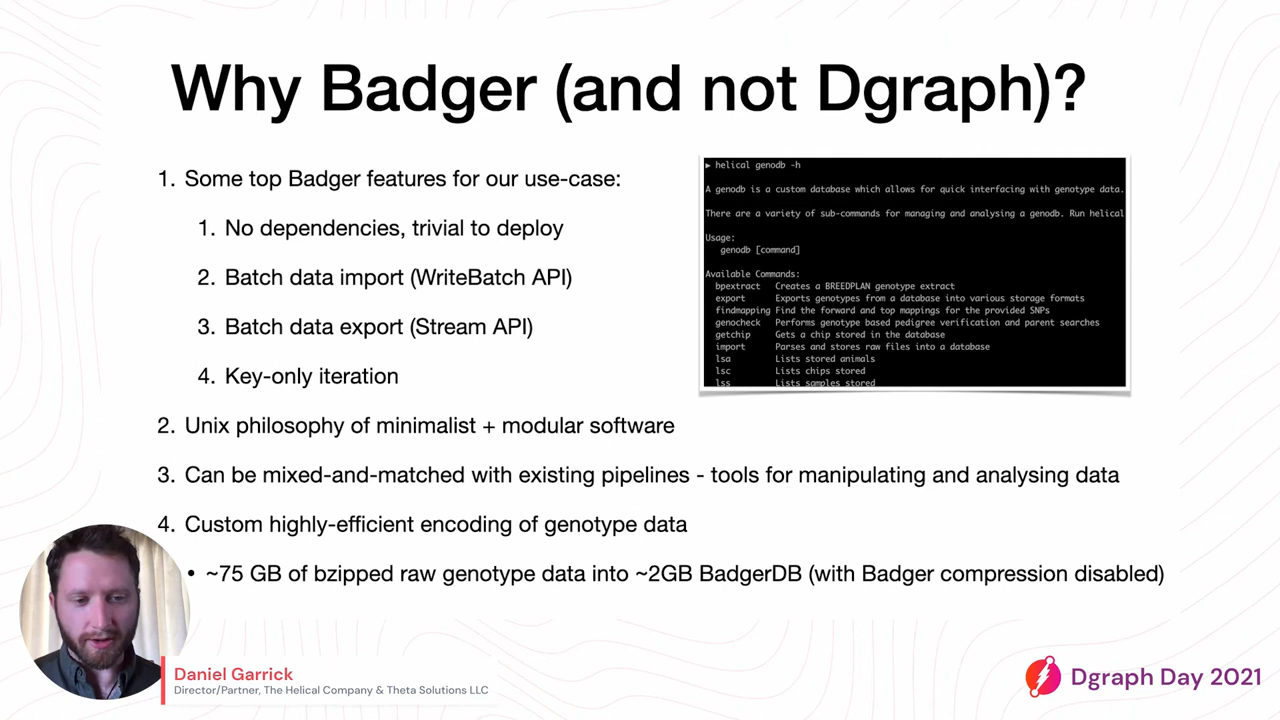 Why Badger (and not Dgraph)?
1. Some top Badger features for our use-case:
1. No dependencies, trivial to deploy
2. Batch data import (WriteBatch API)
3. Batch data export (Stream API)
4. Key-only iteration
2. Unix philosophy of minimalist + modular software
3. Can be mixed-and-matched with existing pipelines - tools for manipulating and analysing data
4. Custom highly-efficient encoding of genotype data
• ~75 GB of bzipped raw genotype data into ~2GB BadgerDB (with Badger compression disabled)
▶ helical genodb -h
A genodb is a custom database which allows for quick interfacing with genotype data.
There are a variety of sub-commands for managing and analysing a genodb. Run helical
Usage:
genodb [command]
Available Commands:
bpextract Creates a BREEDPLAN genotype extract
export Exports genotypes from a database into various storage formats
findmapping Find the forward and top mappings for the provided SNPs
genocheck Performs genotype based pedigree verification and parent searches
getchip Gets a chip stored in the database
import Parses and stores raw files into a database
lsa Lists stored animals
lsc Lists chips stored
lss Lists samples stored
Daniel Garrick
Director/Partner, The Helical Company & Theta Solutions LLC
Dgraph Day 2021